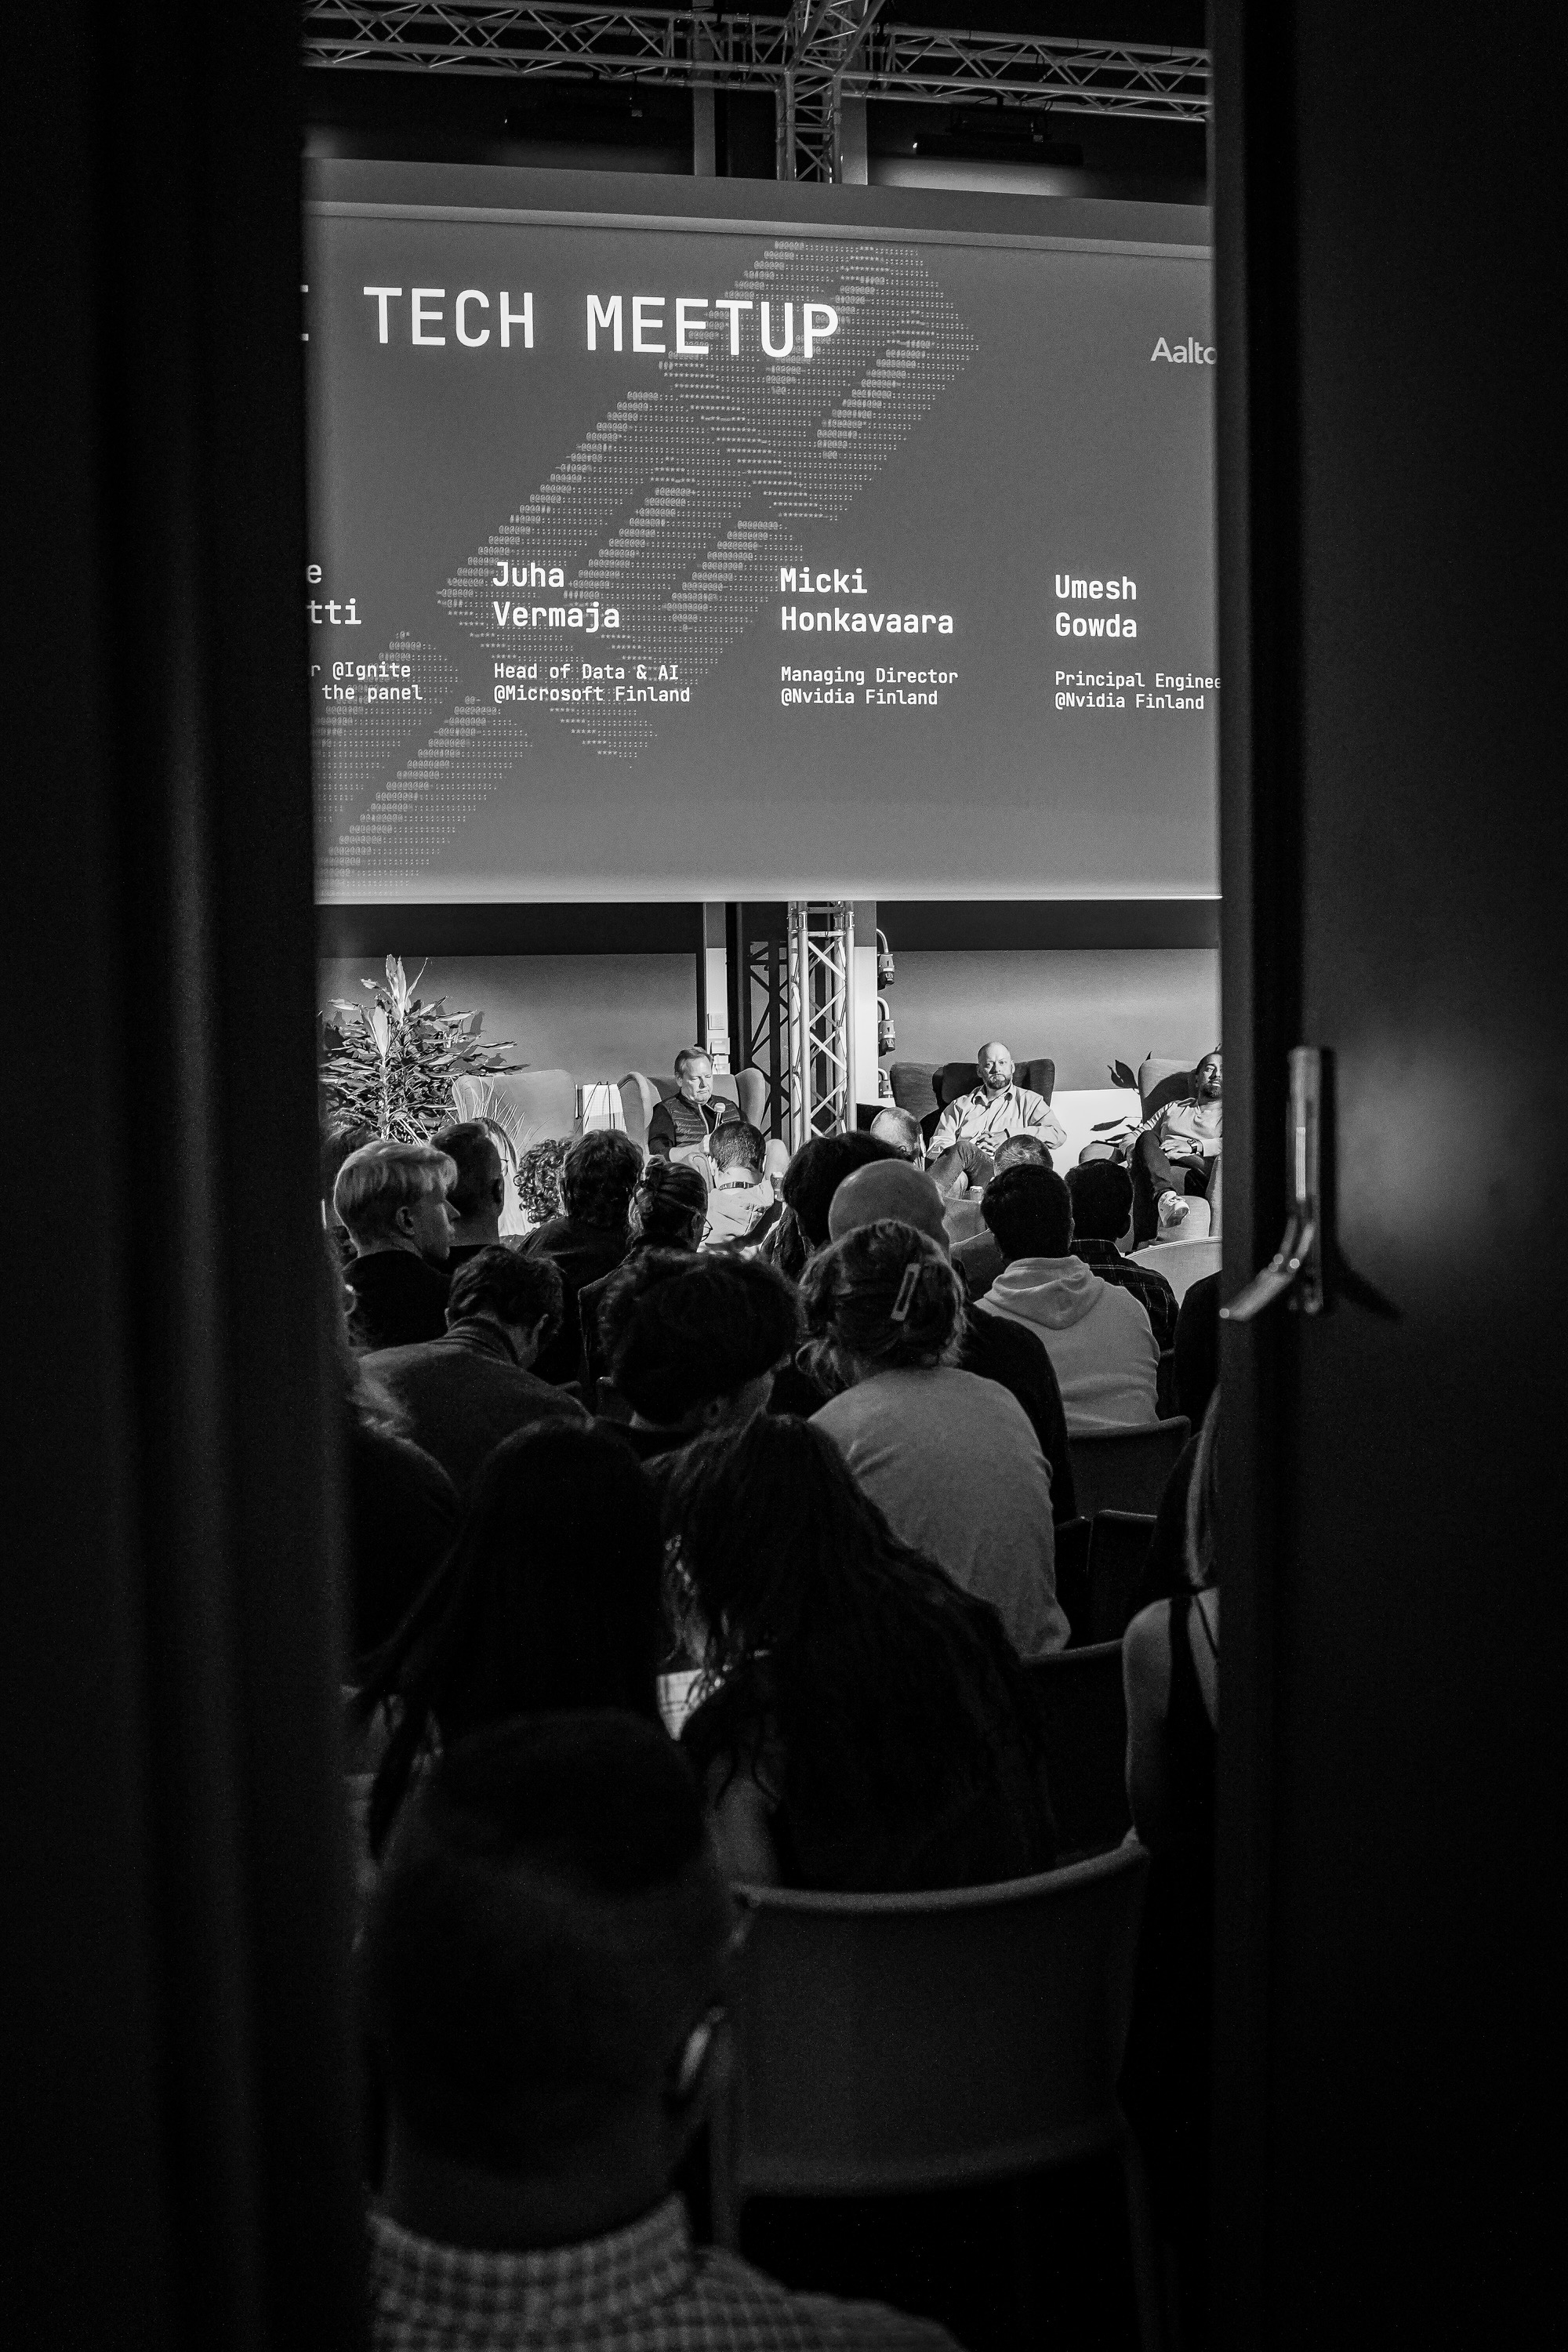 TECH MEETUP
Aalto
Juha
Vermaja
Head of Data & AI
@Microsoft Finland
Micki
Honkavaara
Managing Director
@Nvidia Finland
Umesh
Gowda
Principal Enginee
@Nvidia Finland
e
tti
r @Ignite
the panel